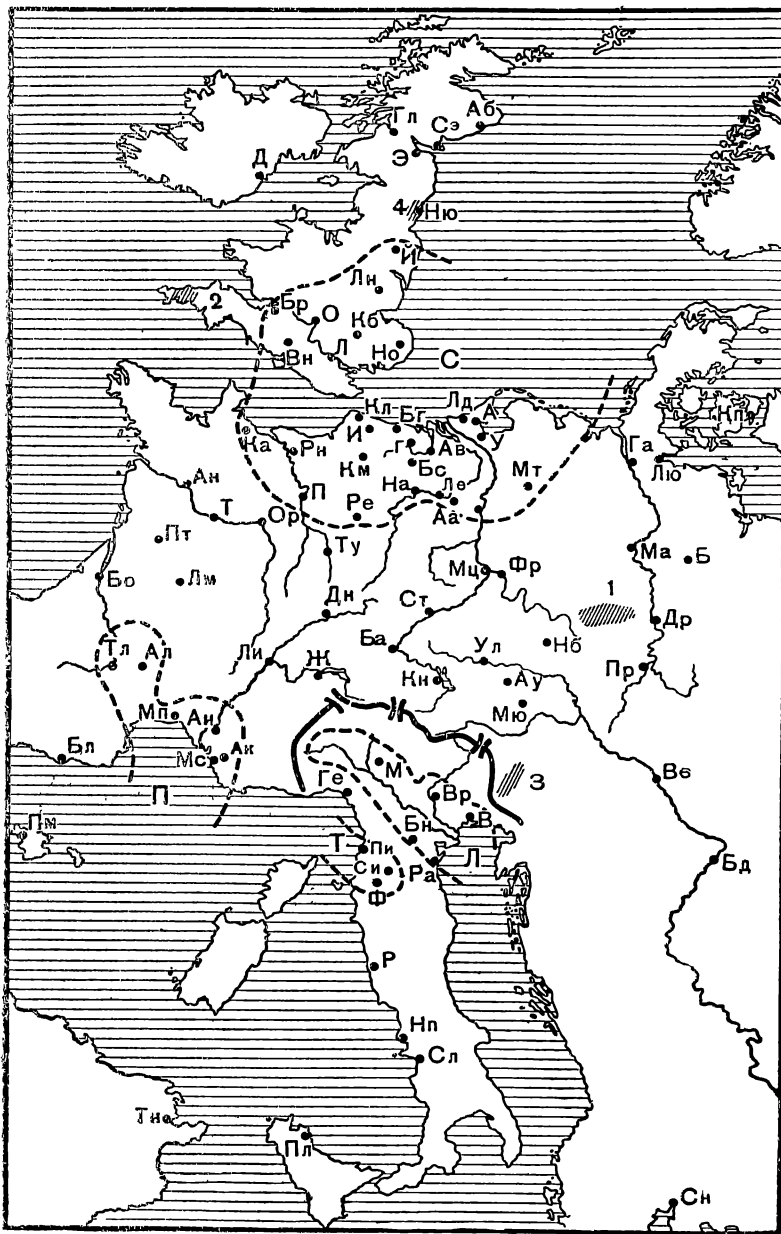 Гл
Аб
Сэ
Э
Д
4
Ню
Й
Лн
Бр
2
О
Кб
Вн
Л
Но
С
Лд
А
Кл
Бг
У
Кпг
Ка
И
Г
Рн
Ав
Га
Лю
Км
Бс
Ан
П
На
Ле
Мт
Ре
Аа
Т
Ор
Пт
Ту
Ма
Б
Мц
Фр
Бо
Лм
1
Дн
Ст
Др
Тл
Ал
Ли
Ба
Ул
Нб
Ж
Пр
Кн
Ау
Мп
Ан
Мю
Мс
Ак
Бл
М
3
Ве
П
Ге
Вр
В
Пм
Бн
Т
Пи
Л
Си
Ра
Бд
Ф
Р
Нп
Сл
Тн
Пл
Сн